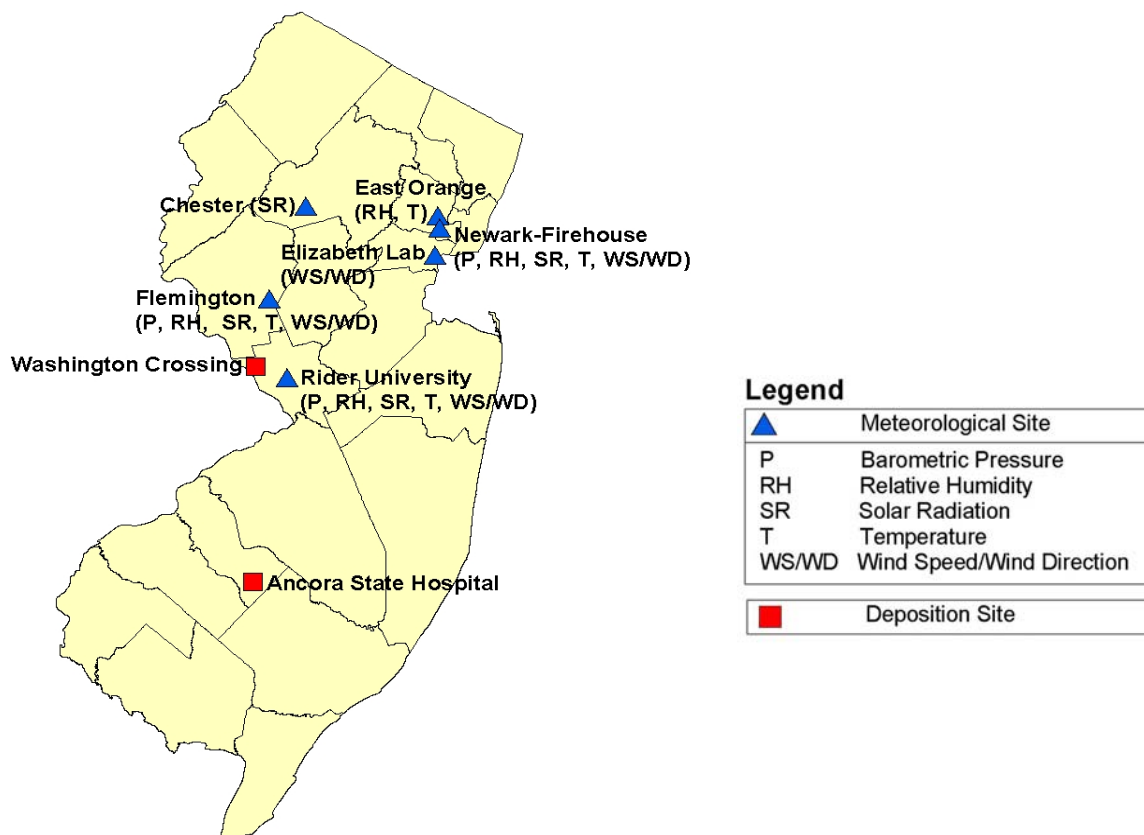 East Orange
(RH, T)
Chester (SR)
Newark-Firehouse
(P, RH, SR, T, WS/WD)
Elizabeth Lab
(WS/WD)
Flemington
(P, RH, SR, T, WS/WD)
Washington Crossing
Rider University
(P, RH, SR, T, WS/WD)
Ancora State Hospital
Legend
Meteorological Site
P Barometric Pressure
RH Relative Humidity
SR Solar Radiation
T Temperature
WS/WD Wind Speed/Wind Direction
Deposition Site